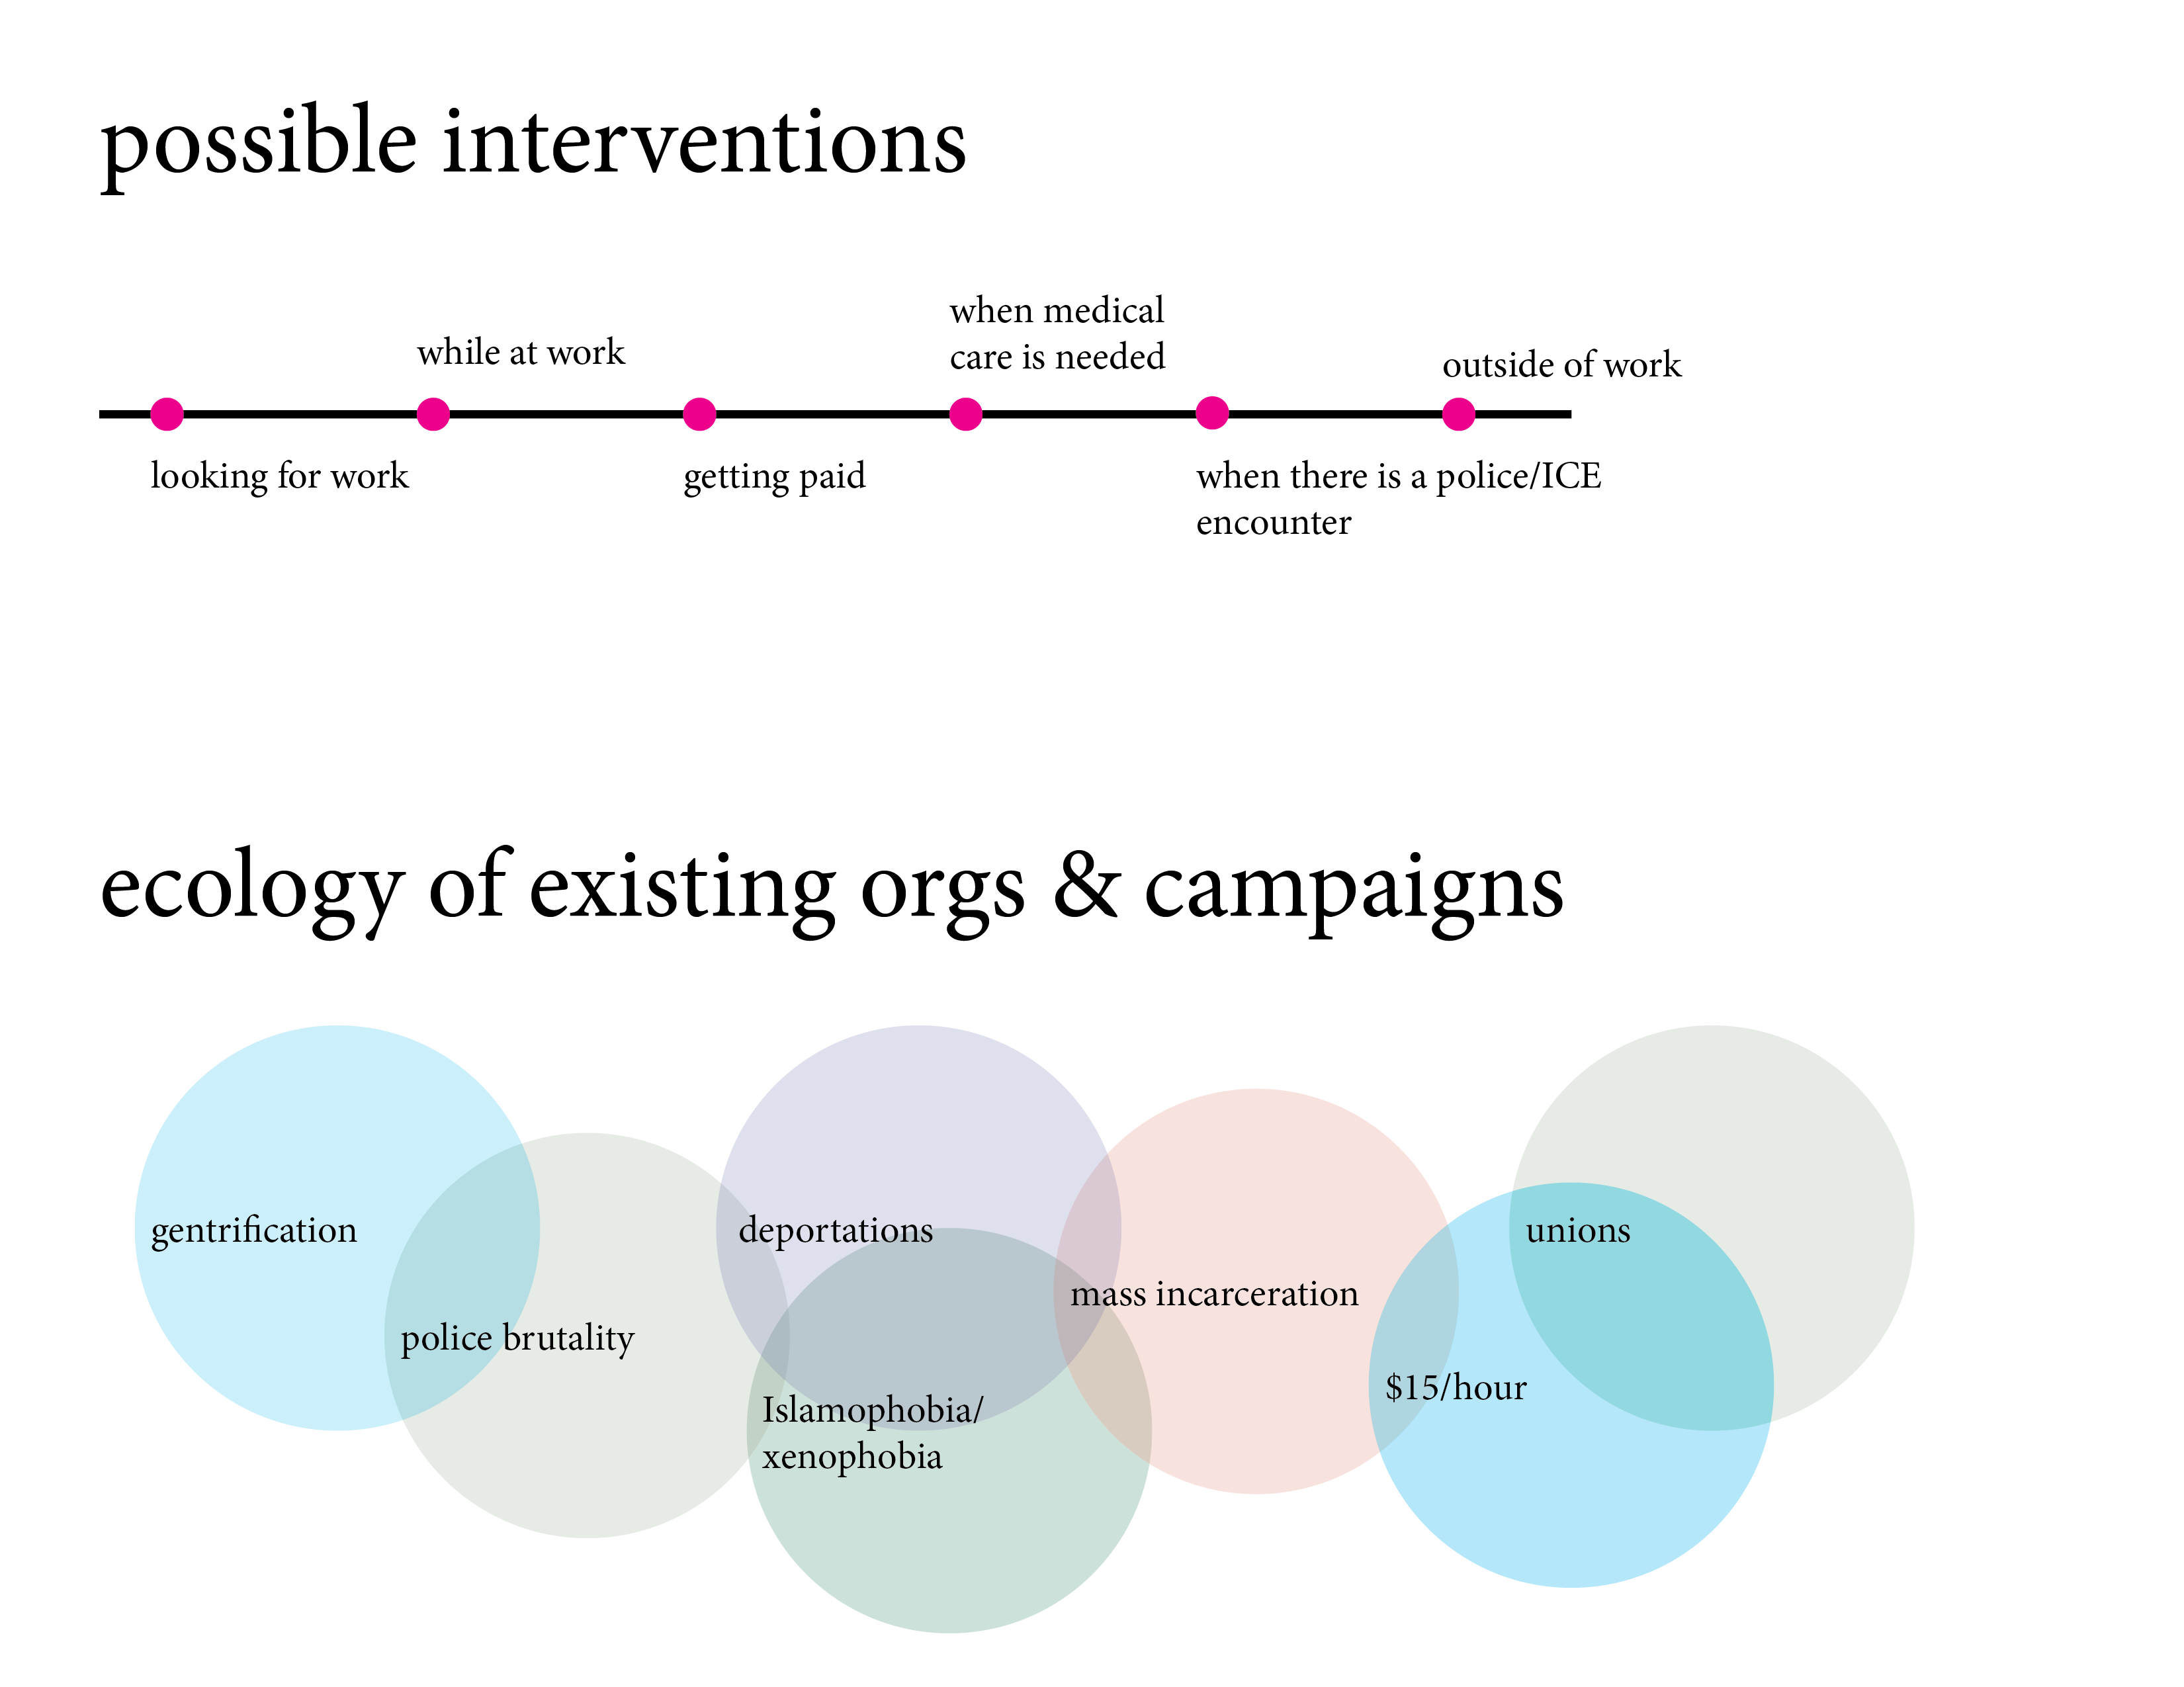 possible interventions
when medical
care is needed
while at work
outside of work
looking for work
getting paid
when there is a police/ICE
encounter
ecology of existing orgs & campaigns
gentrification
deportations
unions
mass incarceration
police brutality
$15/hour
Islamophobia/
xenophobia